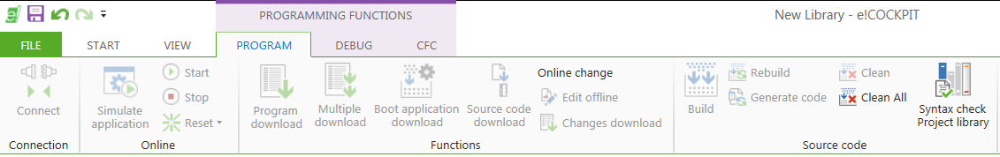 e!
PROGRAMMING FUNCTIONS
New Library - e!COCKPIT
FILE START VIEW PROGRAM DEBUG CFC
Connect
Connection
Simulate
application
Start
Stop
Reset
Online
Program
download
Multiple
download
Boot application
download
Source code
download
Online change
Edit offline
Changes download
Functions
Build
Rebuild
Generate code
Clean
Clean All
Source code
Syntax check
Project library